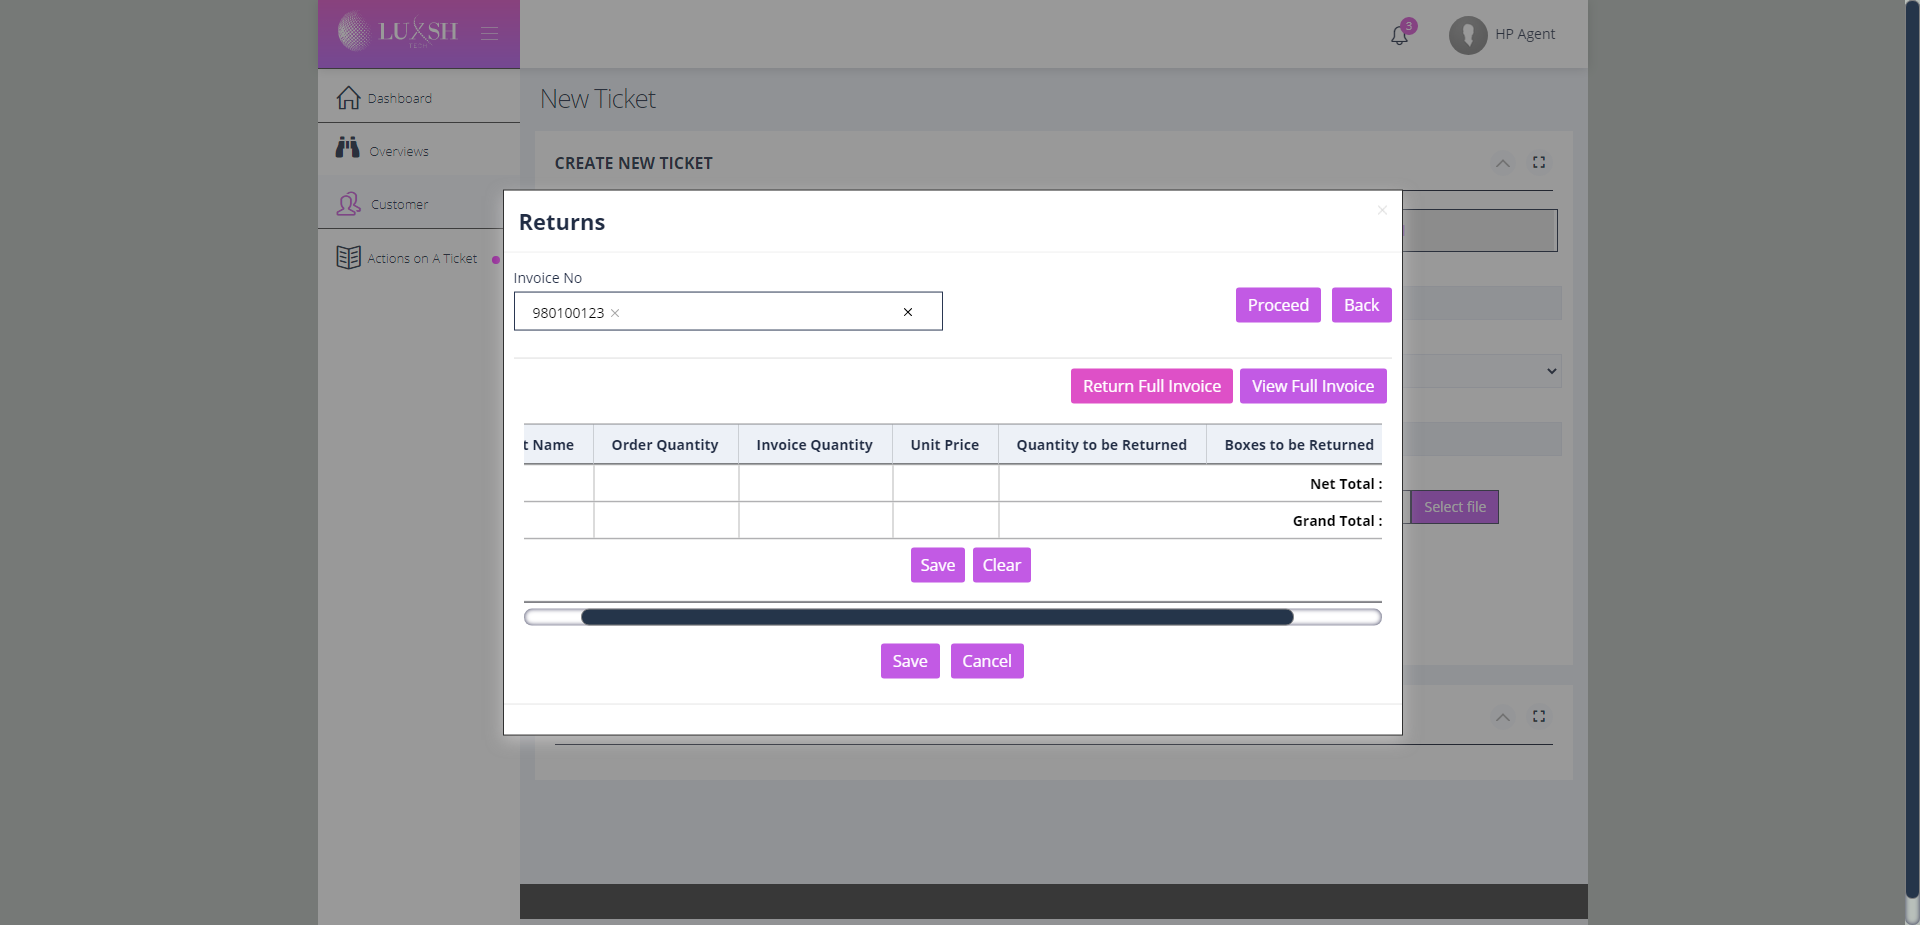 LUXSH
3
HP Agent
Dashboard
Overviews
Customer
Actions on A Ticket
New Ticket
CREATE NEW TICKET
Returns
Invoice No
980100123
Proceed Back
Return Full Invoice View Full Invoice
t Name Order Quantity Invoice Quantity Unit Price Quantity to be Returned Boxes to be Returned
Net Total :
Grand Total :
Save Clear
Save Cancel
Select file